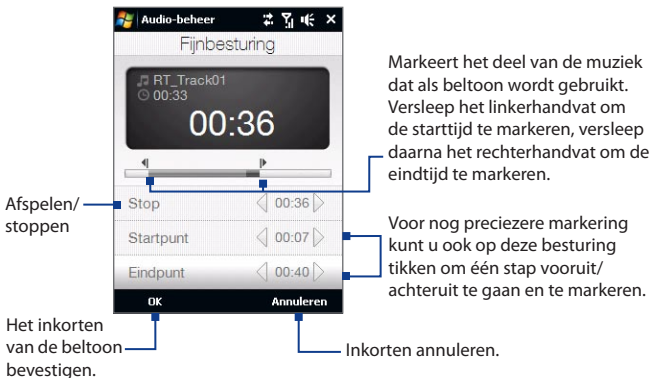 Audio-beheer
Fijnbesturing
RT_Track01
00:33
00:36
Stop 00:36
Startpunt 00:07
Eindpunt 00:40
OK Annuleren
Afspelen/
stoppen
Het inkorten
van de beltoon
bevestigen.
Markeert het deel van de muziek
dat als beltoon wordt gebruikt.
Versleep het linkerhandvat om
de starttijd te markeren, versleep
daarna het rechterhandvat om de
eindtijd te markeren.
Voor nog preciezere markering
kunt u ook op deze besturing
tikken om één stap vooruit/
achteruit te gaan en te markeren.
Inkorten annuleren.